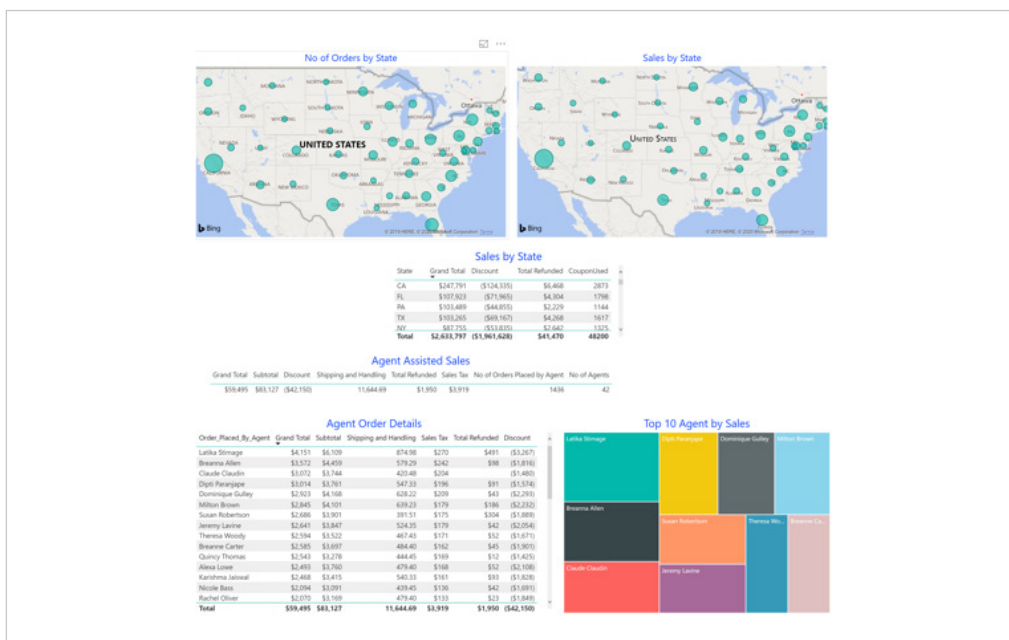 No of Orders by State
Sales by State
UNITED STATES
UNITED STATES
Ottawa
Ottawa
Bing
Bing
Sales by State
State Grand Total Discount Total Refunded CouponUsed
CA $247,791 ($124,335) $6,468 2873
FL $107,923 ($71,965) $4,304 1798
PA $103,489 ($44,855) $2,229 1144
TX $103,265 ($69,167) $4,268 1617
NY $87,755 ($53,835) $2,642 1325
Total $2,633,797 ($1,961,628) $41,470 48200
Agent Assisted Sales
Grand Total Subtotal Discount Shipping and Handling Total Refunded Sales Tax No of Orders Placed by Agent No of Agents
$59,495 $83,127 ($42,150) 11,644.69 $1,950 $3,919 1436 42
Agent Order Details
Order_Placed_By_Agent Grand Total Subtotal Shipping and Handling Sales Tax Total Refunded Discount
Latika Stimage $4,151 $6,109 874.98 $270 $491 ($3,267)
Breanna Allen $3,572 $4,459 579.29 $242 $98 ($1,816)
Claude Claudin $3,072 $3,744 420.48 $204 ($1,480)
Dipti Paranjape $3,014 $3,761 547.33 $196 $91 ($1,574)
Dominique Gulley $2,923 $4,168 628.22 $209 $43 ($2,293)
Milton Brown $2,845 $4,101 639.23 $179 $186 ($2,232)
Susan Robertson $2,686 $3,901 391.51 $175 $304 ($1,889)
Jeremy Lavine $2,641 $3,847 524.35 $179 $42 ($2,054)
Theresa Woody $2,594 $3,522 467.43 $171 $52 ($1,671)
Breanne Carter $2,585 $3,697 484.40 $162 $45 ($1,901)
Quincy Thomas $2,543 $3,278 444.45 $169 $12 ($1,425)
Alexa Lowe $2,493 $3,760 479.40 $168 $52 ($2,108)
Karishma Jaiswal $2,468 $3,415 540.33 $161 $93 ($1,828)
Nicole Bass $2,094 $3,091 439.45 $136 $42 ($1,691)
Rachel Oliver $2,070 $3,169 479.40 $133 $23 ($1,849)
Total $59,495 $83,127 11,644.69 $3,919 $1,950 ($42,150)
Top 10 Agent by Sales
Latika Stimage
Dipti Paranjape
Dominique Gulley
Milton Brown
Breanna Allen
Susan Robertson
Theresa Wo...
Breanne Ca...
Claude Claudin
Jeremy Lavine